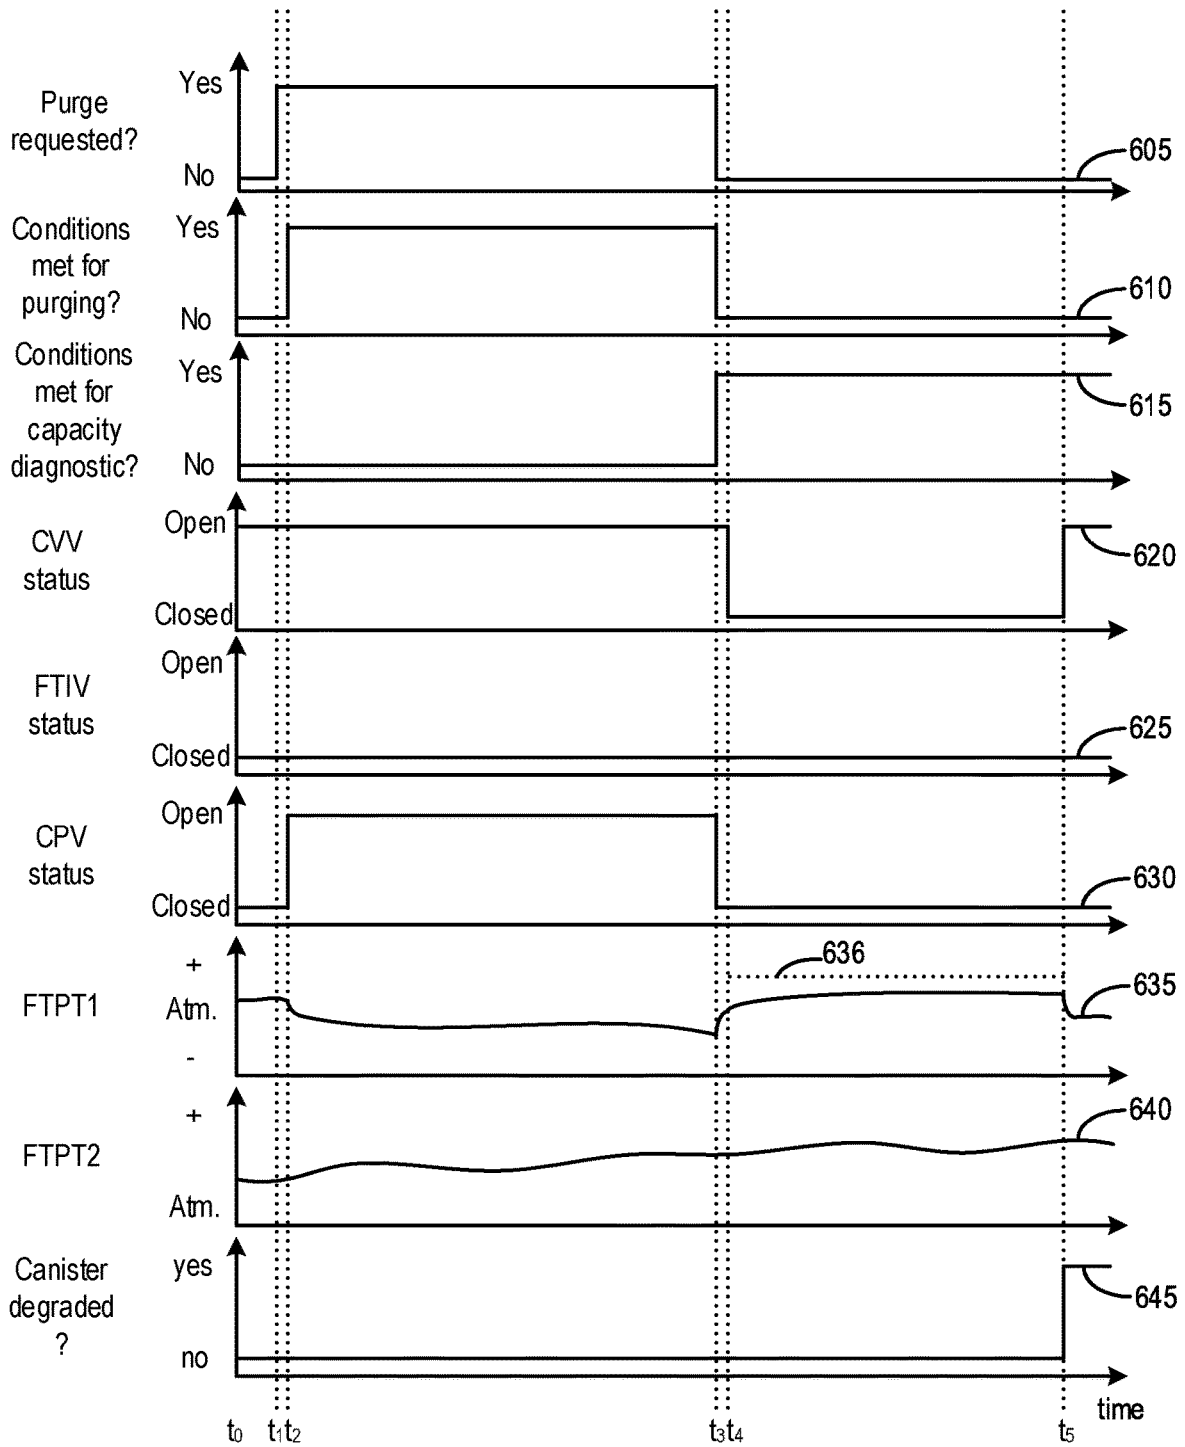 Purge
requested?
Yes
No
605
Conditions
met for
purging?
Yes
No
610
Conditions
met for
capacity
diagnostic?
Yes
No
615
CVV
status
Open
Closed
620
FTIV
status
Open
Closed
625
CPV
status
Open
Closed
630
FTPT1
+
Atm.
-
636
635
FTPT2
+
Atm.
640
Canister
degraded
?
yes
no
645
time
t0 t1 t2 t3 t4 t5